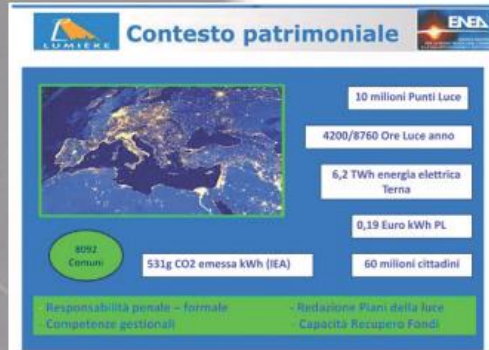 LUMIERE
Contesto patrimoniale
ENEA
10 milioni Punti Luce
4200/8760 Ore Luce anno
6,2 TWh energia elettrica
Terna
0,19 Euro kWh PL
8092
Comuni
531g CO2 emessa kWh (IEA)
60 milioni cittadini
- Responsabilità penale – formale
- Redazione Piani della luce
- Competenze gestionali
- Capacità Recupero Fondi